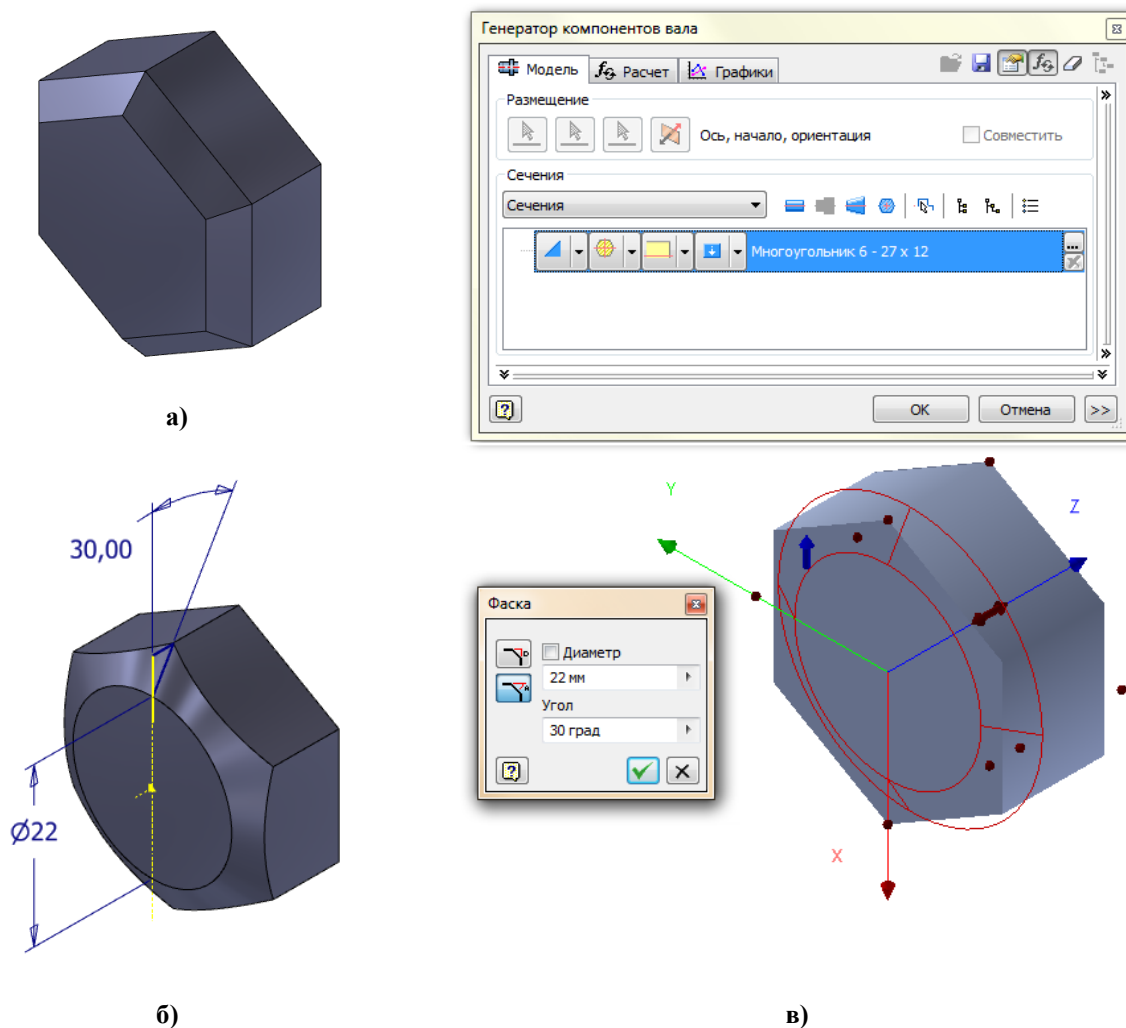 Генератор компонентов вала
Модель
Расчет
Графики
Размещение
Ось, начало, ориентация
Совместить
Сечения
Сечения
Многоугольник 6 - 27 x 12
...
ОК
Отмена
>>
а)
30,00
Ø22
б)
Фаска
Диаметр
22 мм
Угол
30 град
Y
Z
X
в)